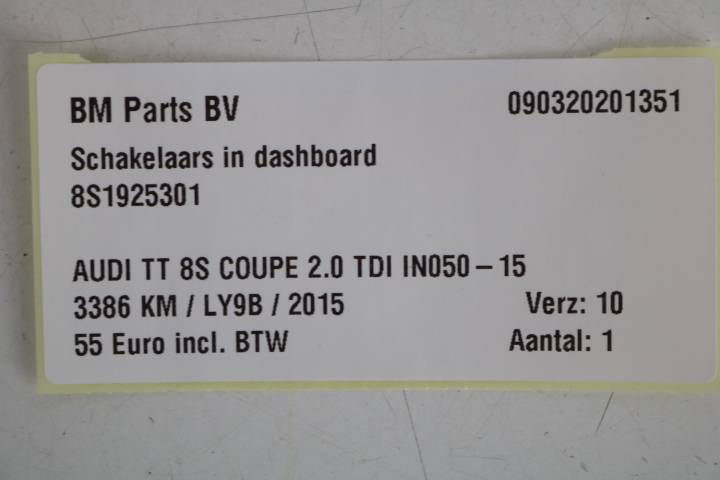 BM Parts BV 090320201351
Schakelaars in dashboard
8S1925301
AUDI TT 8S COUPE 2.0 TDI IN050-15
3386 KM / LY9B / 2015 Verz: 10
55 Euro incl. BTW Aantal: 1